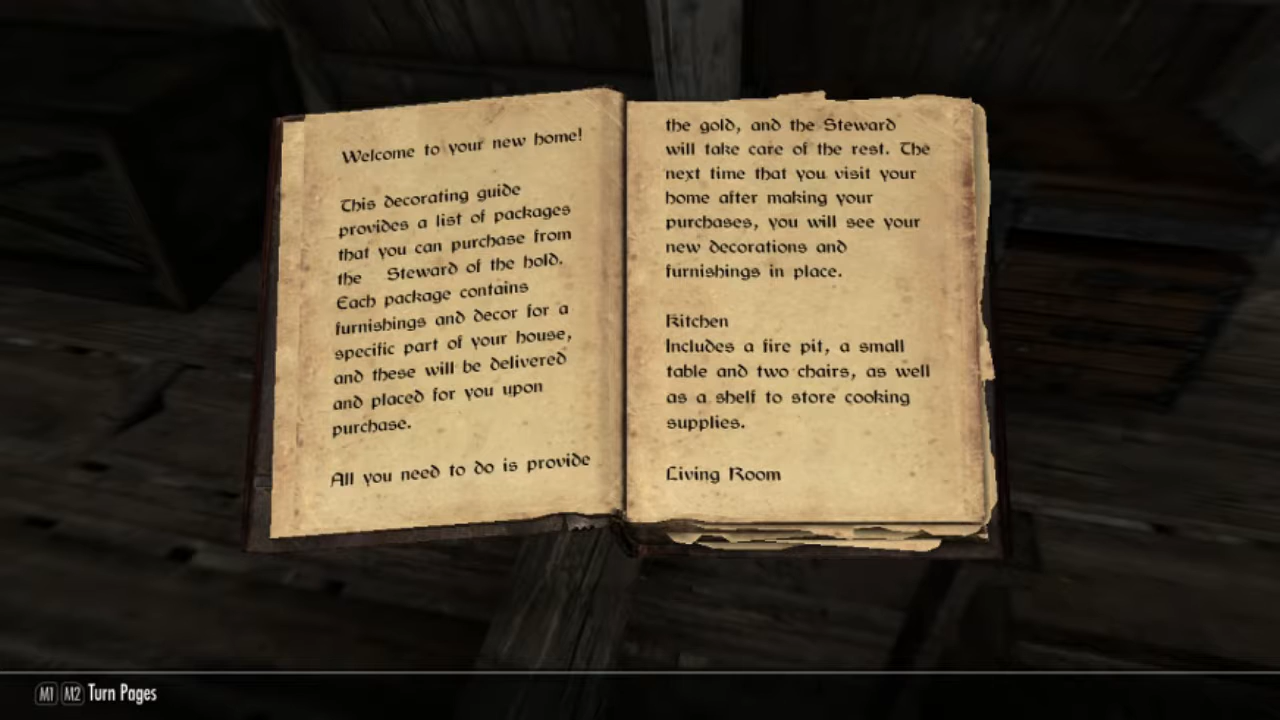 Welcome to your new home!
This decorating guide
provides a list of packages
that you can purchase from
the Steward of the hold.
Each package contains
furnishings and decor for a
specific part of your house,
and these will be delivered
and placed for you upon
purchase.
All you need to do is provide
the gold, and the Steward
will take care of the rest. The
next time that you visit your
home after making your
purchases, you will see your
new decorations and
furnishings in place.
Kitchen
Includes a fire pit, a small
table and two chairs, as well
as a shelf to store cooking
supplies.
Living Room
M1 M2 Turn Pages